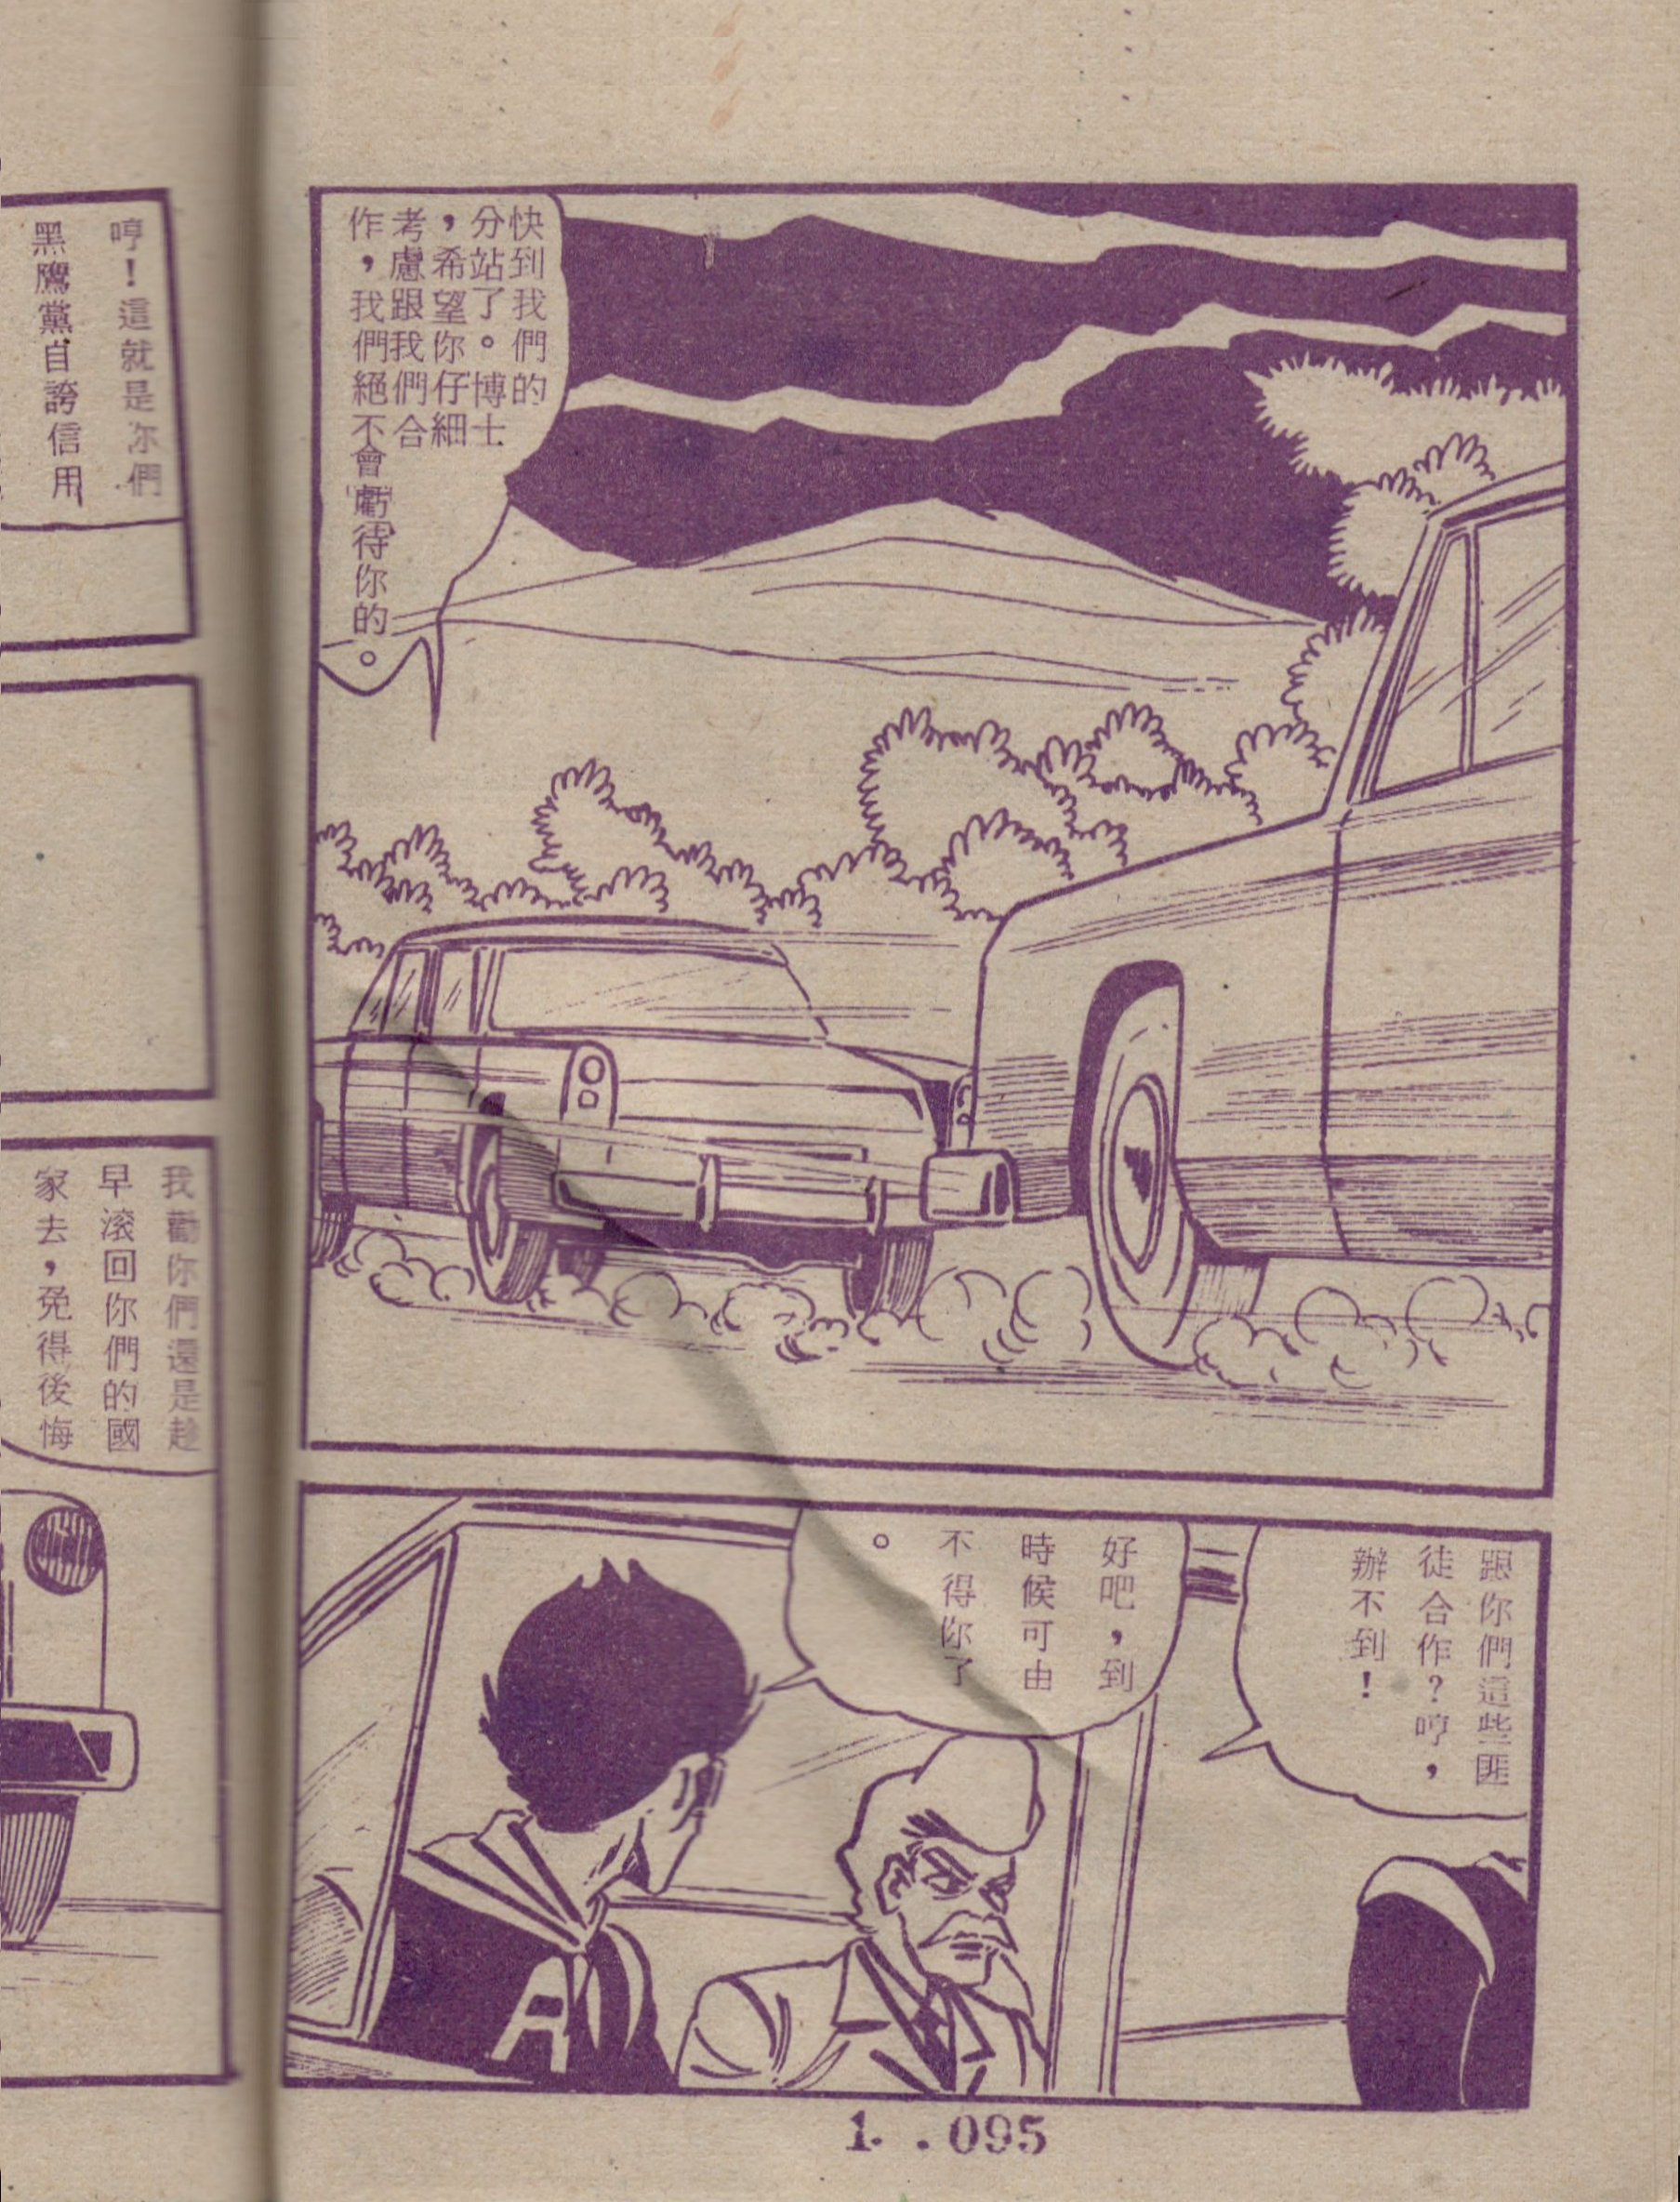 快到我們的
分站了。博士
，希望你仔細
考慮跟我們合
作，我們絕不會虧待你的。
跟你們這些匪
徒合作？哼，
辦不到！
好吧，到
時候可由
不得你了
。
A
1..095
哼！這就是你們
黑鷹黨自誇信用
我勸你們還是趁
早滾回你們的國
家去，免得後悔